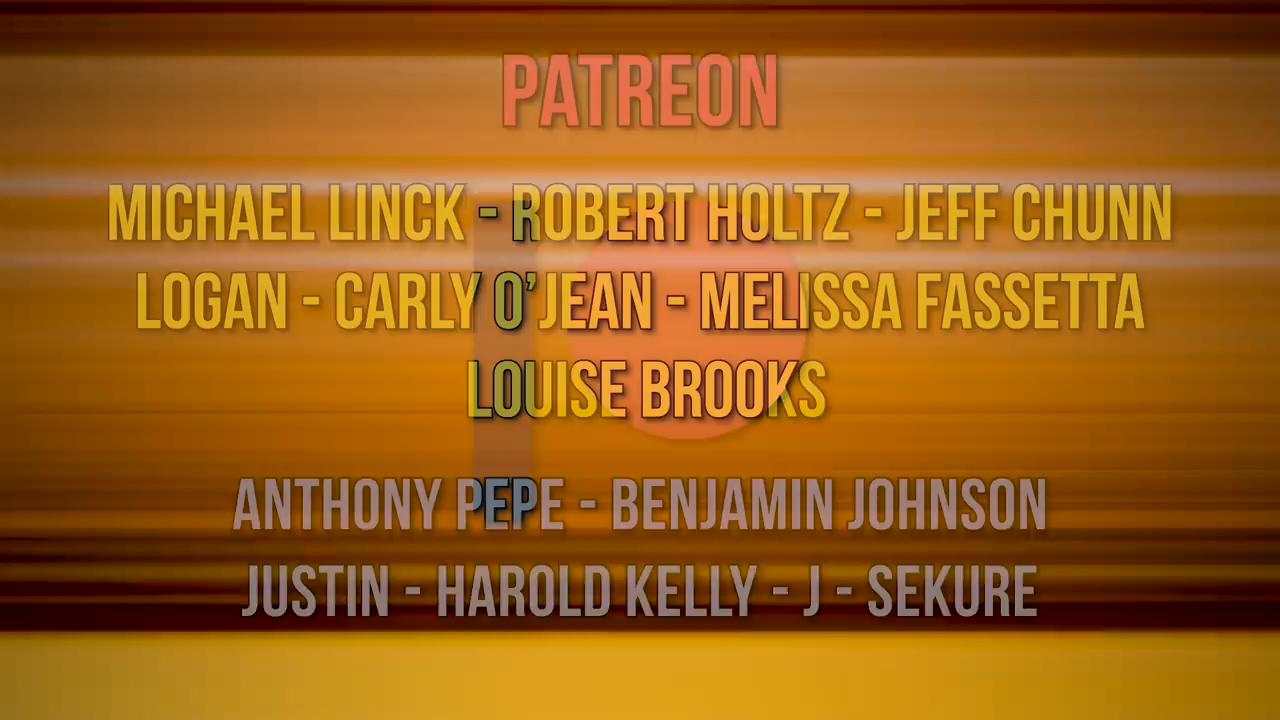 PATREON
MICHAEL LINCK - ROBERT HOLTZ - JEFF CHUNN
LOGAN - CARLY O'JEAN - MELISSA FASSETTA
LOUISE BROOKS
ANTHONY PEPE - BENJAMIN JOHNSON
JUSTIN - HAROLD KELLY - J - SEKURE